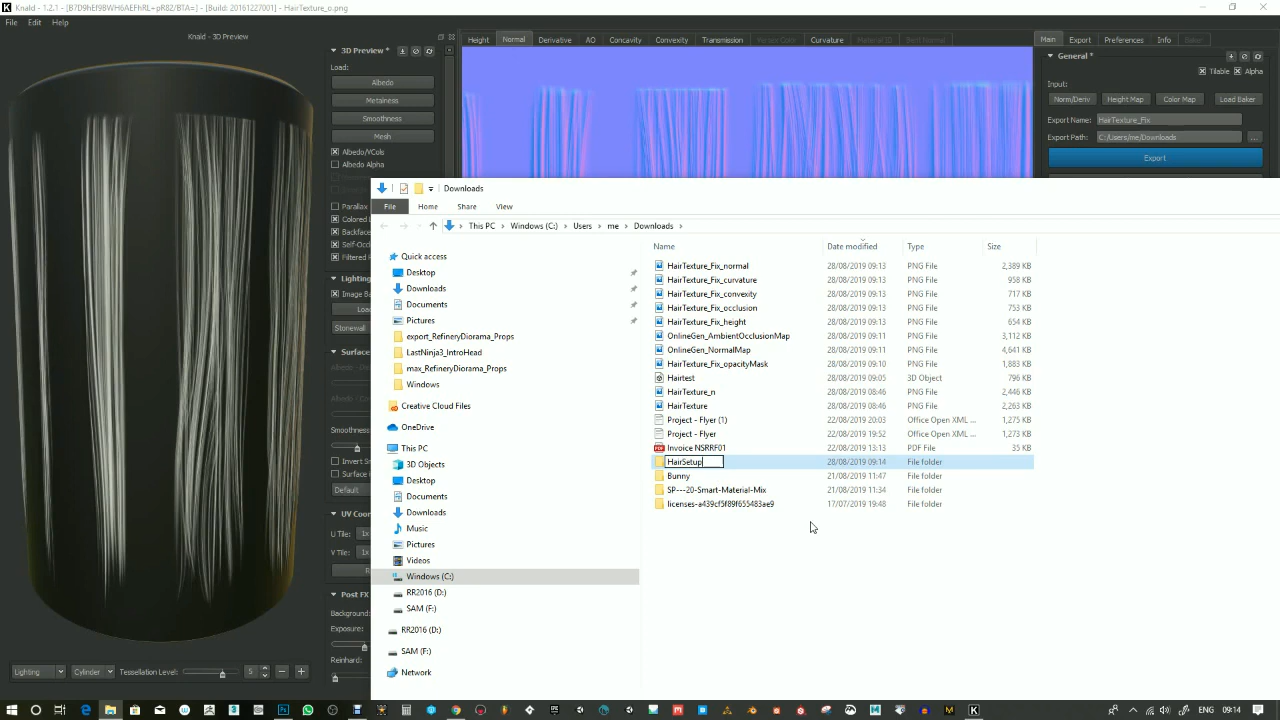 Knald - 1.2.1 - [B7D9hEf9BWH6AEFhRL=pR82/BTA=] - [Build: 20161227001] - HairTexture_o.png
File Edit Help
Knald - 3D Preview
3D Preview *
Load:
Albedo
Metalness
Smoothness
Mesh
Albedo/VCols
Albedo Alpha
Parallax
Colored
Backface
Self-Occ
Filtered
Lighting
Image Ba
Loa
Stonewall
Surface
Smoothness
Invert S
Default
UV Coor
U Tile: 1x
V Tile: 1x
R
Post FX
Background:
Exposure:
Reinhard:
Lighting Cylinder Tessellation Level: 5
Height Normal Derivative AO Concavity Convexity Transmission Curvature
Main Export Preferences Info
General *
Tilable Alpha
Input:
Norm/Deriv Height Map Color Map Load Baker
Export Name: HairTexture_Fix
Export Path: C:/Users/me/Downloads ...
Export
Downloads
File Home Share View
This PC Windows (C:) Users me Downloads
Quick access
Desktop
Downloads
Documents
Pictures
export_RefineryDiorama_Props
LastNinja3_IntroHead
max_RefineryDiorama_Props
Windows
Creative Cloud Files
OneDrive
This PC
3D Objects
Desktop
Documents
Downloads
Music
Pictures
Videos
Windows (C:)
RR2016 (D:)
SAM (F:)
RR2016 (D:)
SAM (F:)
Network
Name Date modified Type Size
HairTexture_Fix_normal 28/08/2019 09:13 PNG File 2,389 KB
HairTexture_Fix_curvature 28/08/2019 09:13 PNG File 958 KB
HairTexture_Fix_convexity 28/08/2019 09:13 PNG File 717 KB
HairTexture_Fix_occlusion 28/08/2019 09:13 PNG File 753 KB
HairTexture_Fix_height 28/08/2019 09:13 PNG File 654 KB
OnlineGen_AmbientOcclusionMap 28/08/2019 09:11 PNG File 3,112 KB
OnlineGen_NormalMap 28/08/2019 09:11 PNG File 4,641 KB
HairTexture_Fix_opacityMask 28/08/2019 09:10 PNG File 1,883 KB
Hairtest 28/08/2019 09:05 3D Object 796 KB
HairTexture_n 28/08/2019 08:46 PNG File 2,446 KB
HairTexture 28/08/2019 08:46 PNG File 2,263 KB
Project - Flyer (1) 22/08/2019 20:03 Office Open XML ... 1,275 KB
Project - Flyer 22/08/2019 19:52 Office Open XML ... 1,273 KB
Invoice NSRRF01 22/08/2019 13:13 PDF File 35 KB
HairSetup 28/08/2019 09:14 File folder
Bunny 21/08/2019 11:47 File folder
SP---20-Smart-Material-Mix 21/08/2019 11:34 File folder
licenses-a439cf5f89f655483ae9 17/07/2019 19:48 File folder
ENG 09:14